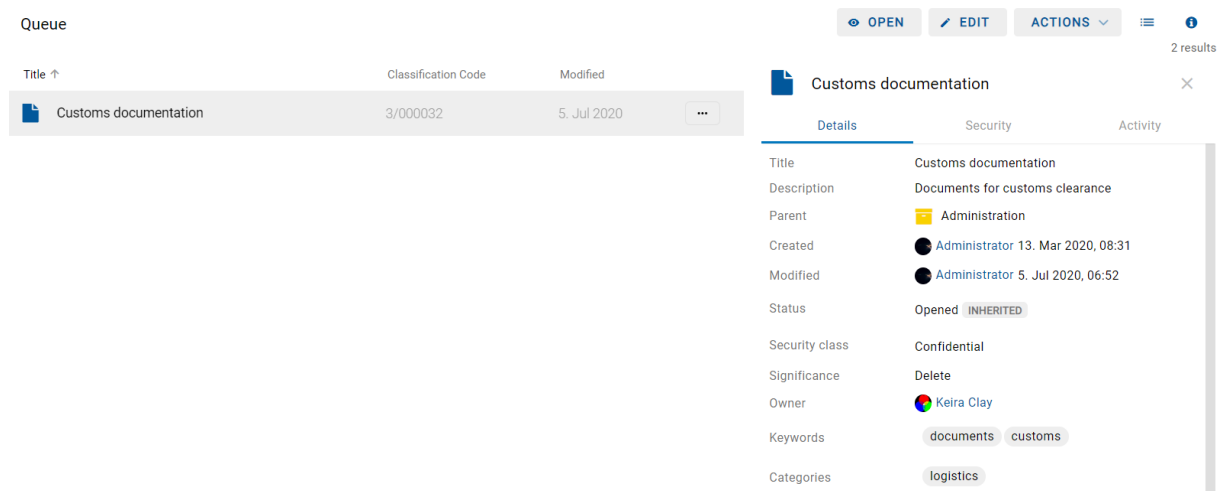 Queue
OPEN
EDIT
ACTIONS
2 results
Title
Classification Code
Modified
Customs documentation
3/000032
5. Jul 2020
Customs documentation
Details
Security
Activity
Title Customs documentation
Description Documents for customs clearance
Parent Administration
Created Administrator 13. Mar 2020, 08:31
Modified Administrator 5. Jul 2020, 06:52
Status Opened INHERITED
Security class Confidential
Significance Delete
Owner Keira Clay
Keywords documents customs
Categories logistics